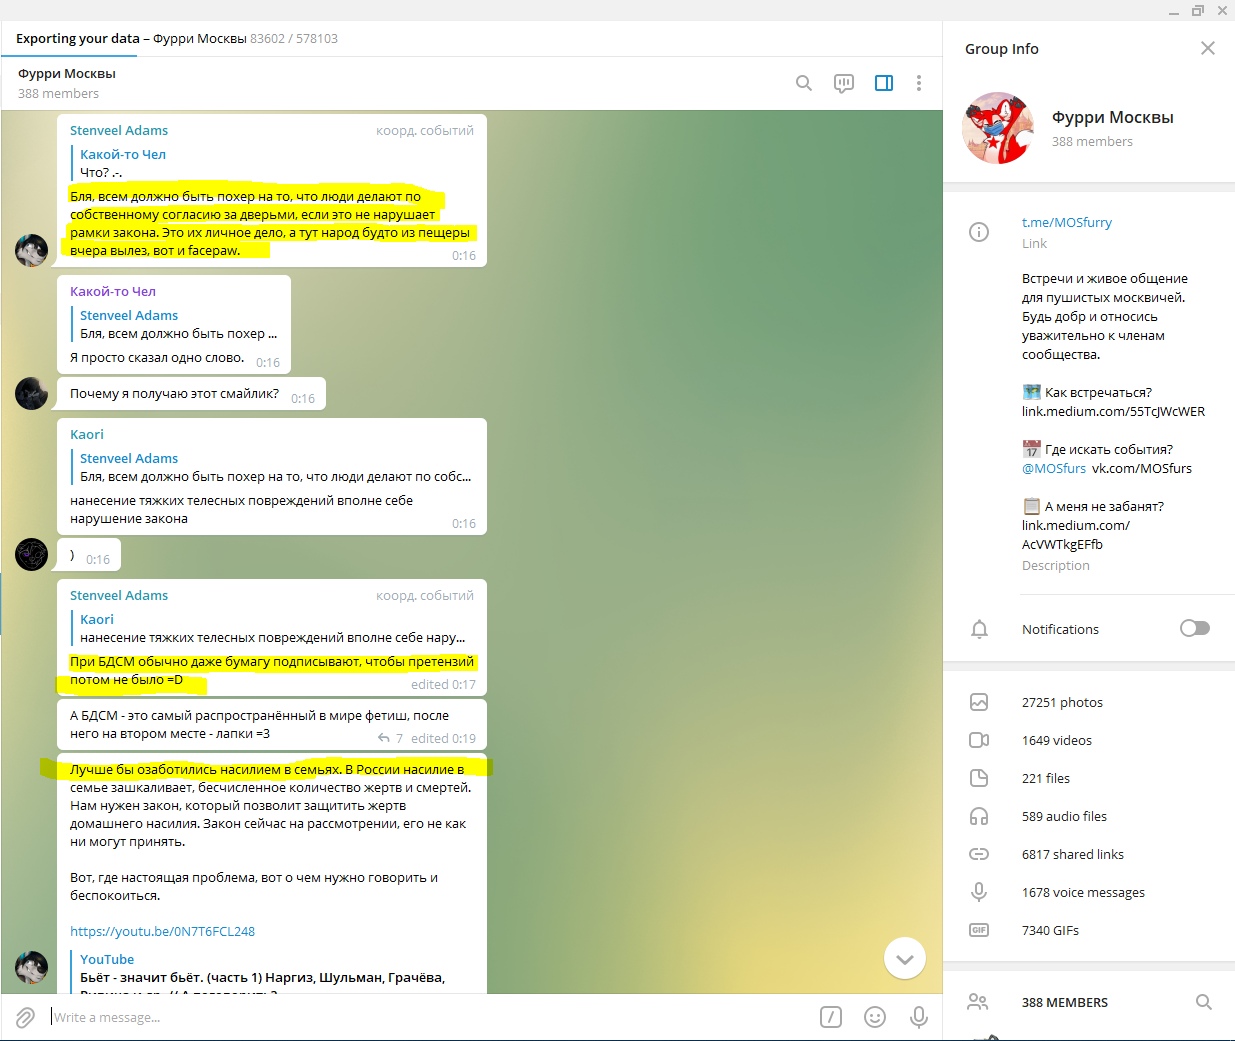 Exporting your data – Фурри Москвы 83602 / 578103
Фурри Москвы
388 members
Stenveel Adams коорд. событий
Какой-то Чел
Что? .-.
Бля, всем должно быть похер на то, что люди делают по
собственному согласию за дверьми, если это не нарушает
рамки закона. Это их личное дело, а тут народ будто из пещеры
вчера вылез, вот и facepaw.
0:16
Какой-то Чел
Stenveel Adams
Бля, всем должно быть похер ...
Я просто сказал одно слово. 0:16
Почему я получаю этот смайлик? 0:16
Kaori
Stenveel Adams
Бля, всем должно быть похер на то, что люди делают по собс...
нанесение тяжких телесных повреждений вполне себе
нарушение закона
0:16
) 0:16
Stenveel Adams коорд. событий
Kaori
нанесение тяжких телесных повреждений вполне себе нару...
При БДСМ обычно даже бумагу подписывают, чтобы претензий
потом не было =D
edited 0:17
А БДСМ - это самый распространённый в мире фетиш, после
него на втором месте - лапки =3
7 edited 0:19
Лучше бы озаботились насилием в семьях. В России насилие в
семье зашкаливает, бесчисленное количество жертв и смертей.
Нам нужен закон, который позволит защитить жертв
домашнего насилия. Закон сейчас на рассмотрении, его не как
ни могут принять.
Вот, где настоящая проблема, вот о чем нужно говорить и
беспокоиться.
https://youtu.be/0N7T6FCL248
YouTube
Бьёт - значит бьёт. (часть 1) Наргиз, Шульман, Грачёва,
Write a message...
Group Info
Фурри Москвы
388 members
t.me/MOSfurry
Link
Встречи и живое общение
для пушистых москвичей.
Будь добр и относись
уважительно к членам
сообщества.
Как встречаться?
link.medium.com/55TcJWcWER
17 Где искать события?
@MOSfurs vk.com/MOSfurs
А меня не забанят?
link.medium.com/
AcVWTkgEFfb
Description
Notifications
27251 photos
1649 videos
221 files
589 audio files
6817 shared links
1678 voice messages
GIF 7340 GIFs
388 MEMBERS